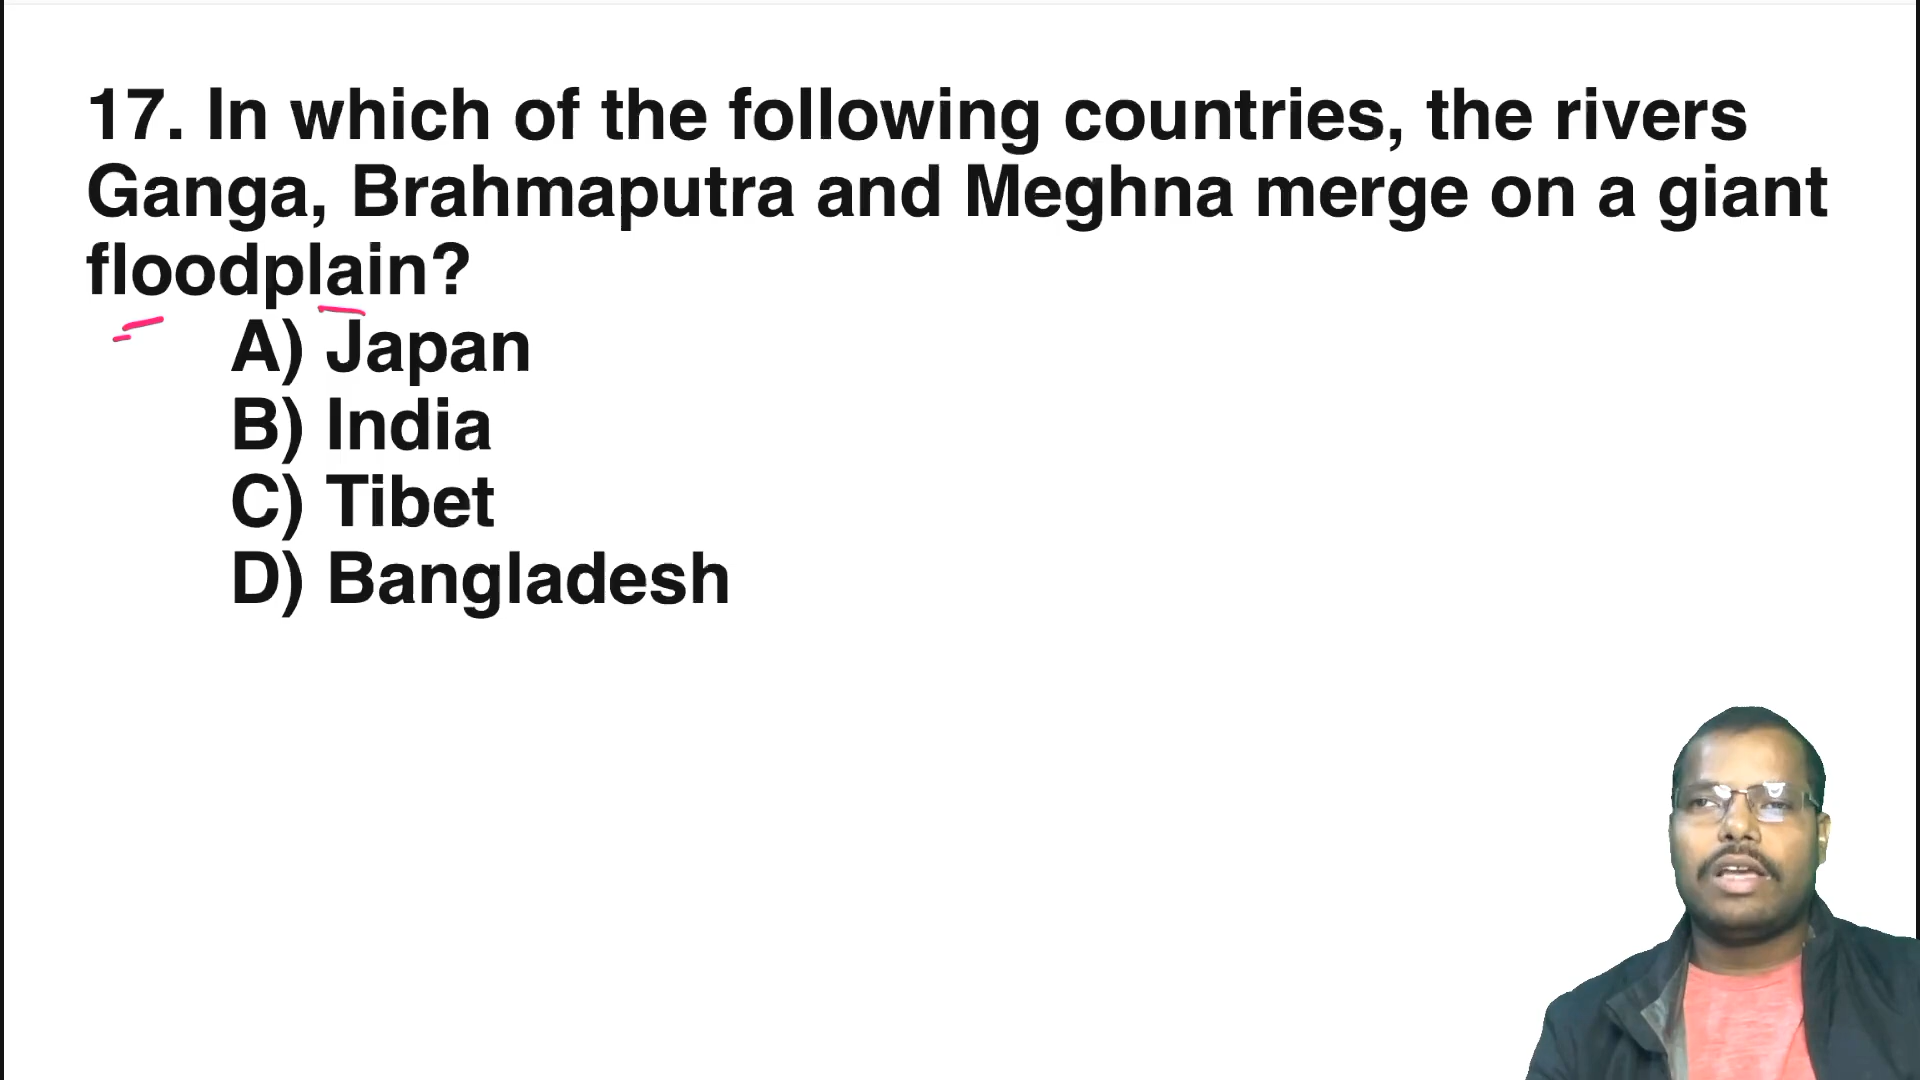 17. In which of the following countries, the rivers
Ganga, Brahmaputra and Meghna merge on a giant
floodplain?
A) Japan
B) India
C) Tibet
D) Bangladesh